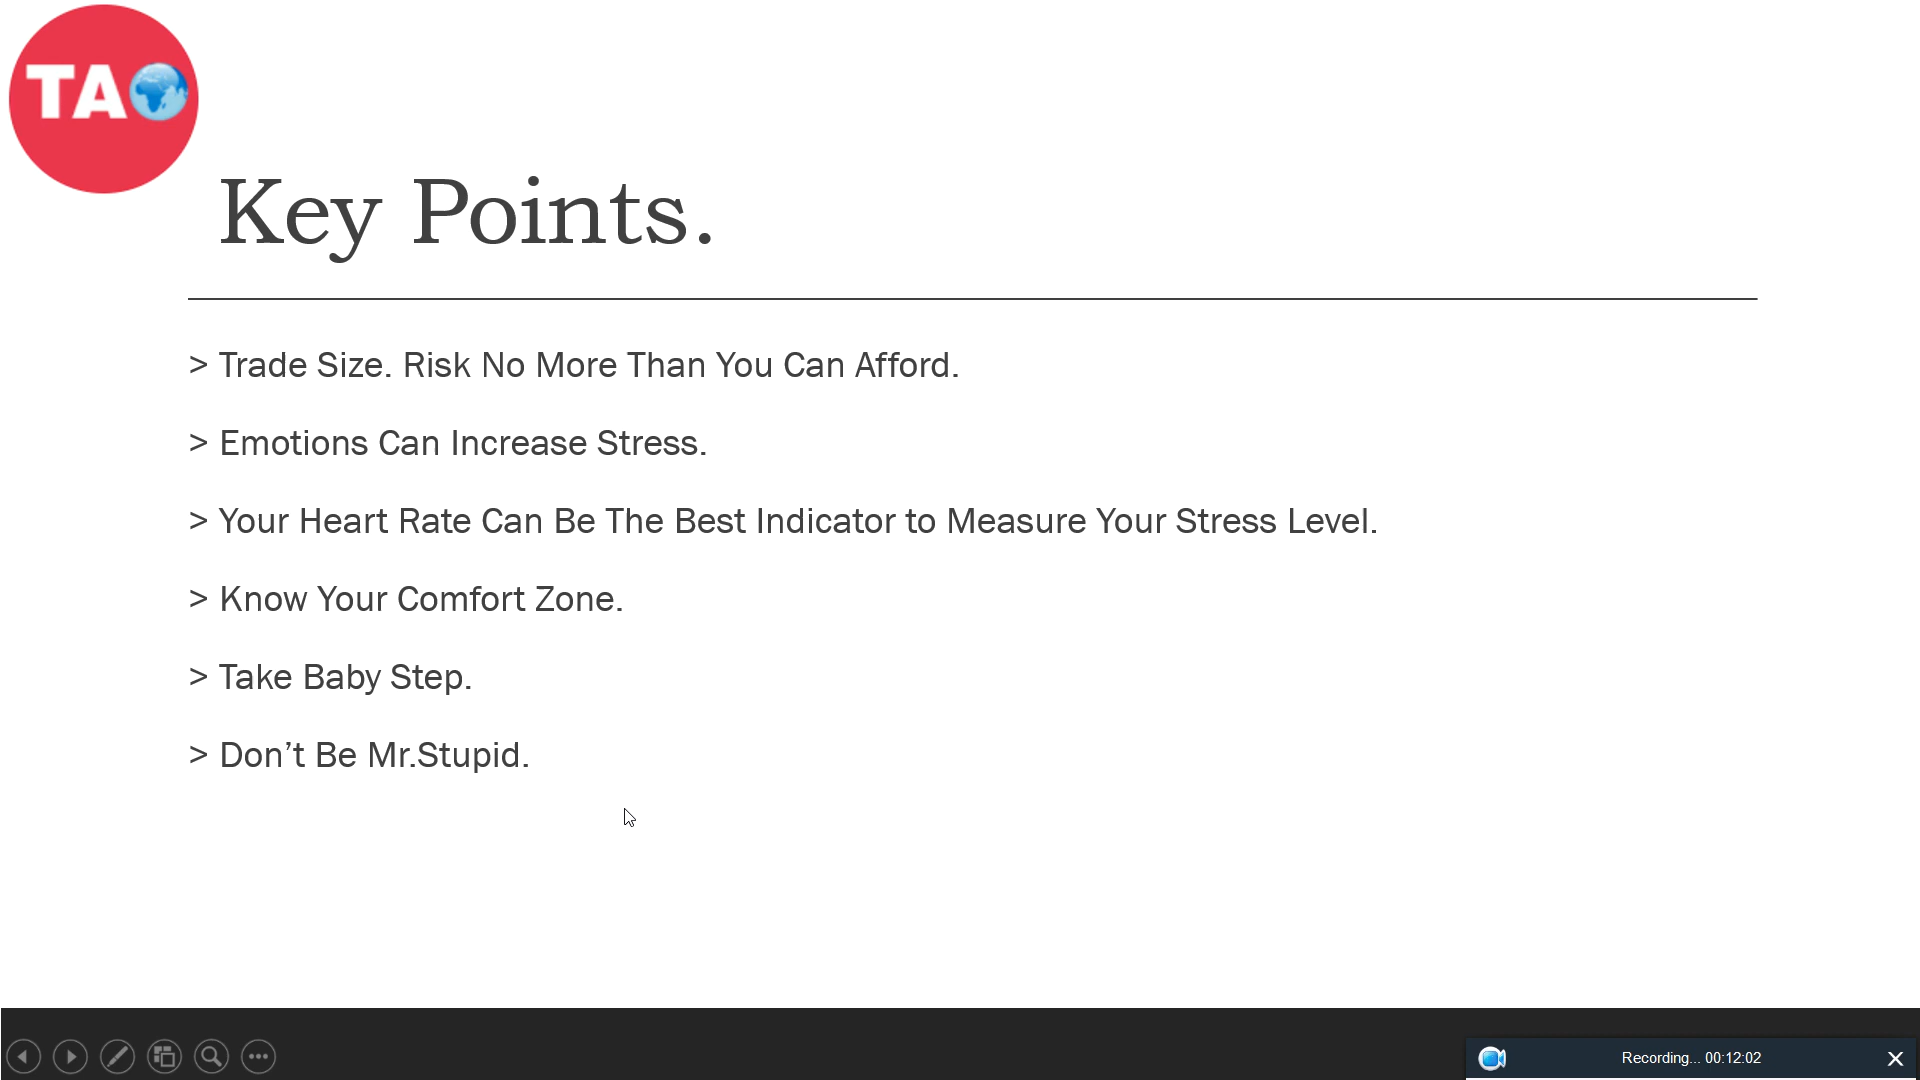 TAO
Key Points.
> Trade Size. Risk No More Than You Can Afford.
> Emotions Can Increase Stress.
> Your Heart Rate Can Be The Best Indicator to Measure Your Stress Level.
> Know Your Comfort Zone.
> Take Baby Step.
> Don’t Be Mr.Stupid.
Recording... 00:12:02